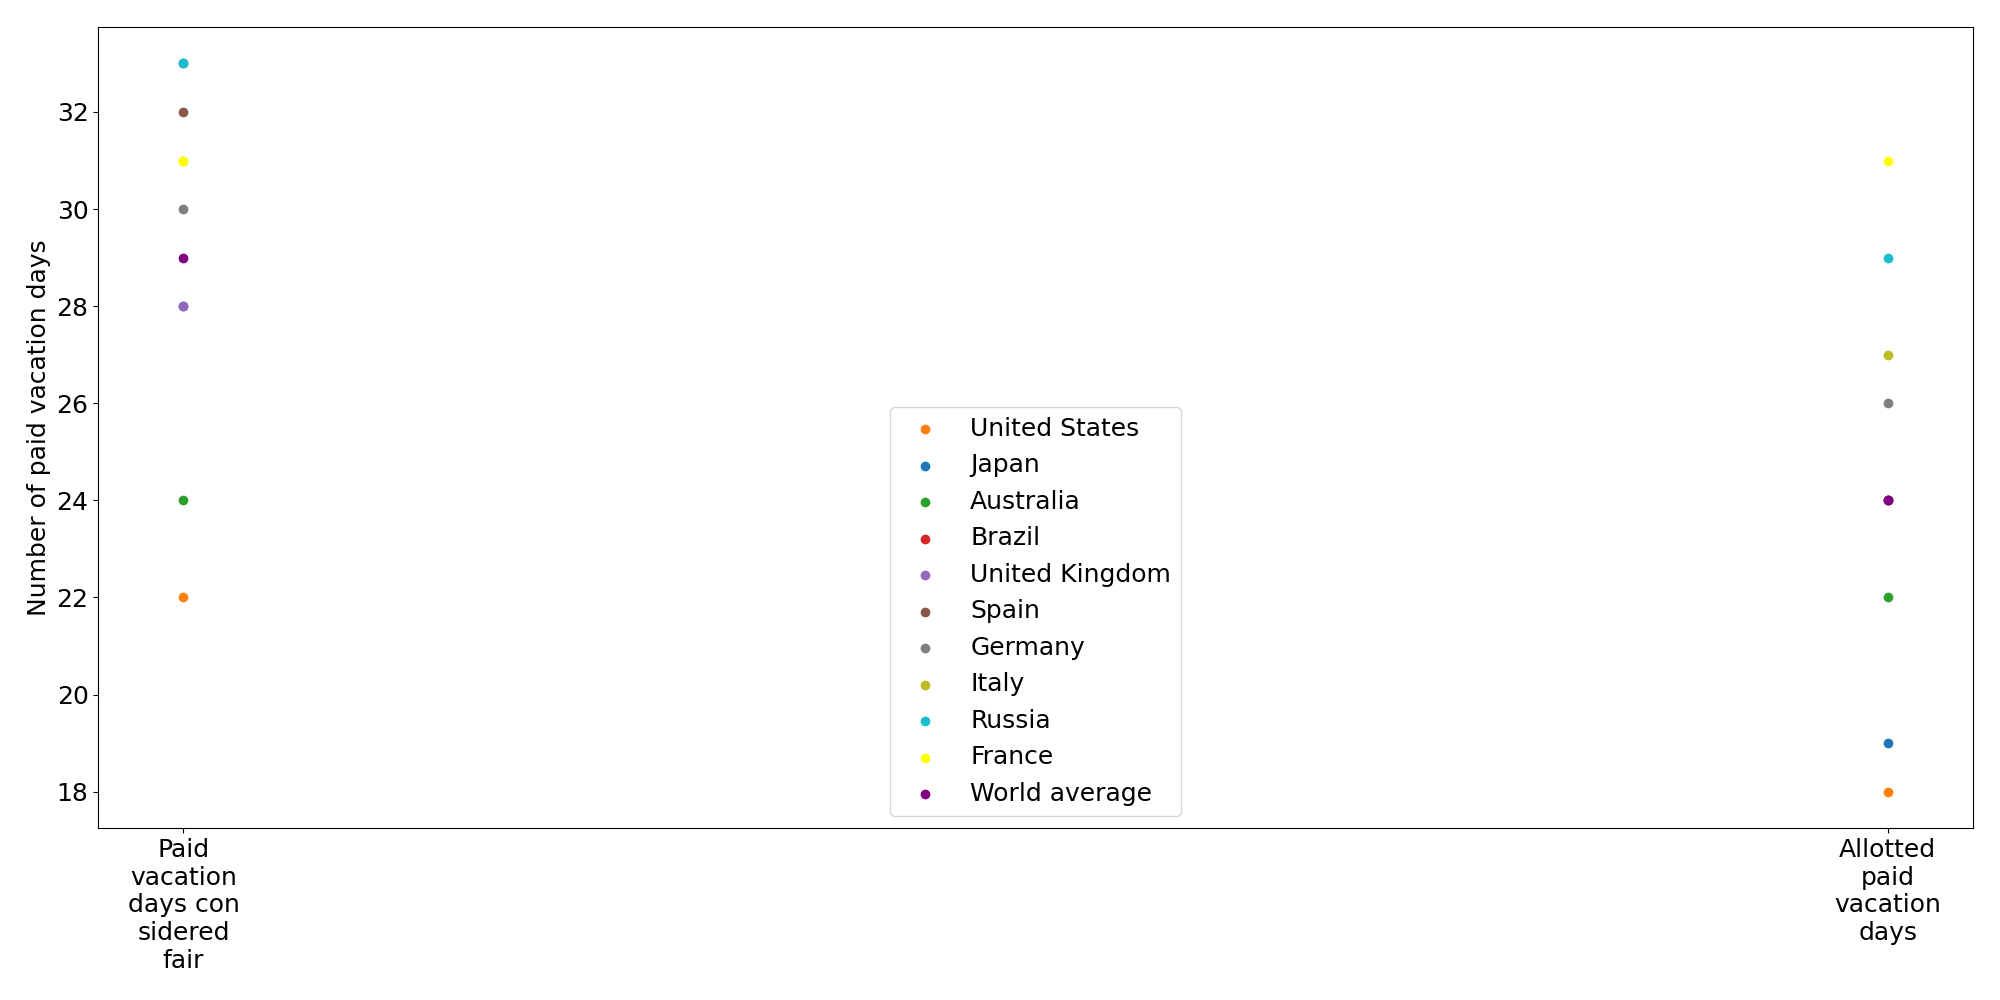 Number of paid vacation days
32
30
28
26
24
22
20
18
United States
Japan
Australia
Brazil
United Kingdom
Spain
Germany
Italy
Russia
France
World average
Paid
vacation
days con
sidered
fair
Allotted
paid
vacation
days